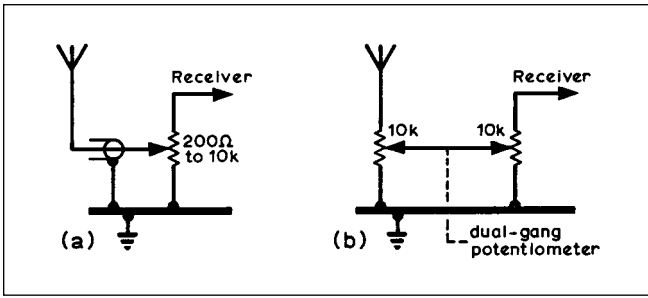 Receiver
200Ω
to 10k
(a)
Receiver
10k
10k
(b)
dual-gang
potentiometer